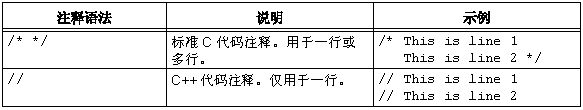 注释语法 说明 示例
/* */ 标准 C 代码注释。用于一行或 /* This is line 1
多行。 This is line 2 */
// C++ 代码注释。仅用于一行。 // This is line 1
// This is line 2